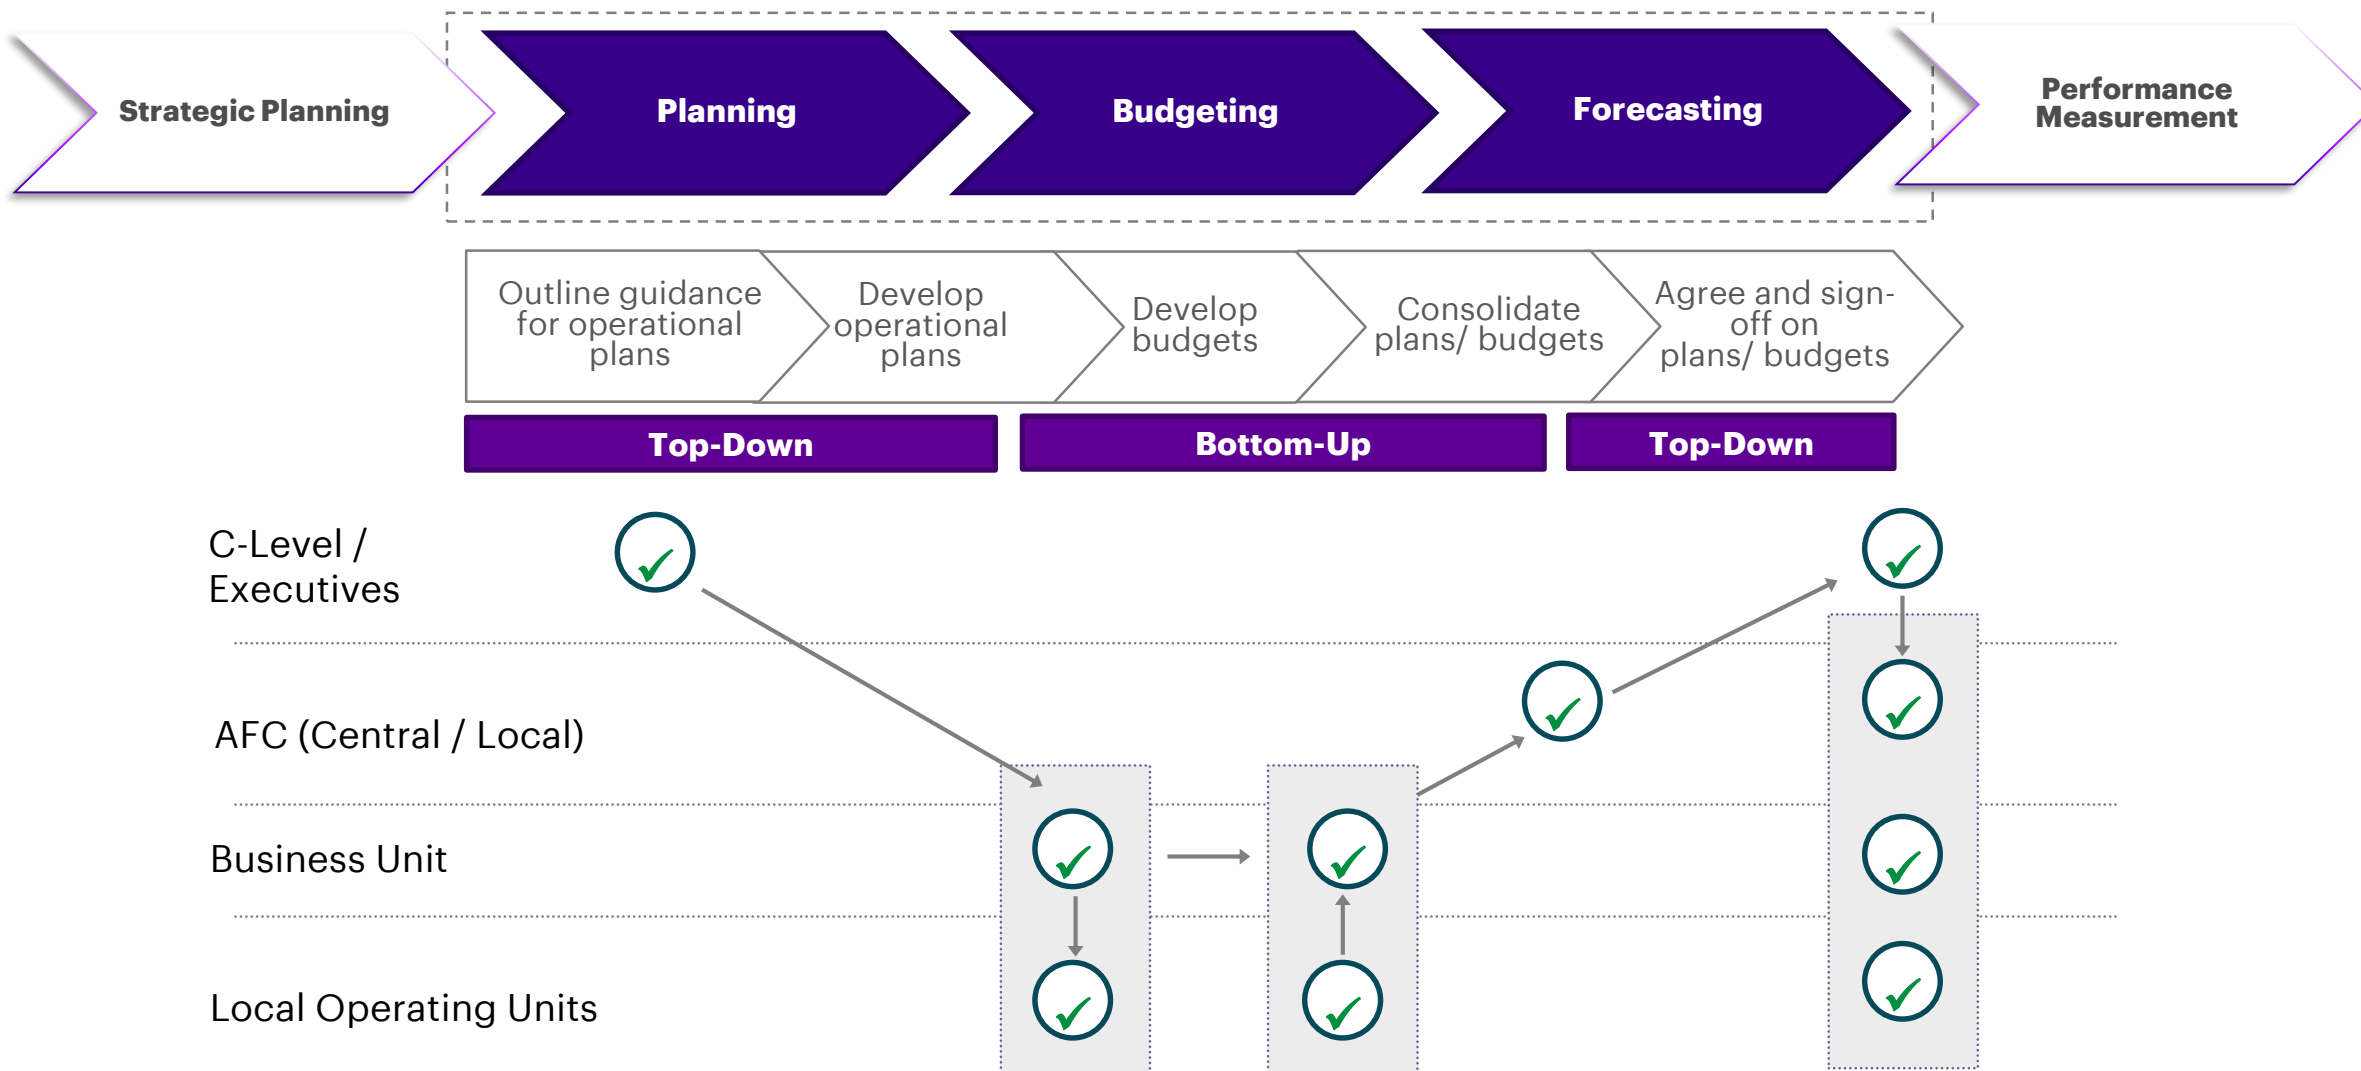 Strategic Planning
Planning
Budgeting
Forecasting
Performance
Measurement
Outline guidance
for operational
plans
Develop
operational
plans
Develop
budgets
Consolidate
plans/ budgets
Agree and sign-
off on
plans/ budgets
Top-Down
Bottom-Up
Top-Down
C-Level /
Executives
AFC (Central / Local)
Business Unit
Local Operating Units